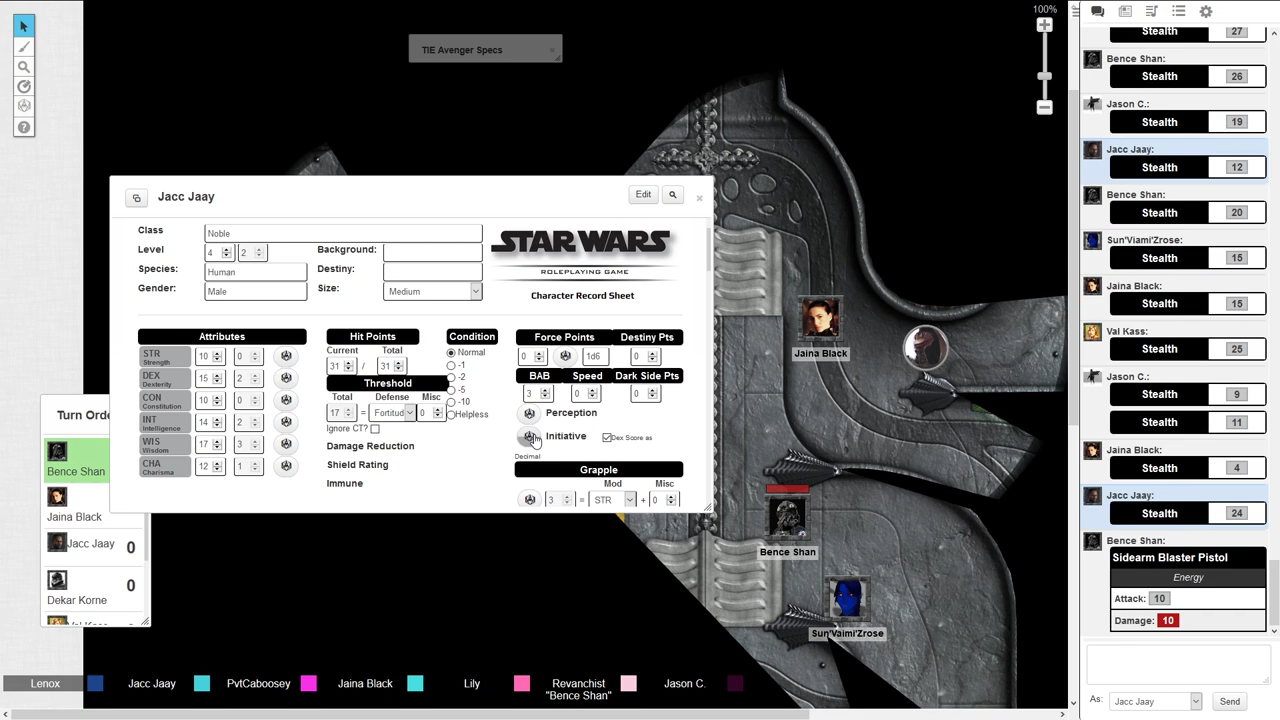 100%
TIE Avenger Specs
Jacc Jaay
Edit
Class
Noble
Level
4
2
Background:
Species:
Human
Destiny:
Gender:
Male
Size:
Medium
STAR WARS
ROLEPLAYING GAME
Character Record Sheet
Attributes
STR
Strength
10
0
DEX
Dexterity
15
2
CON
Constitution
10
0
INT
Intelligence
14
2
WIS
Wisdom
17
3
CHA
Charisma
12
1
Hit Points
Current
Total
31
/
31
Threshold
Total
Defense
Misc
17
=
Fortitud
0
Ignore CT?
Damage Reduction
Shield Rating
Immune
Condition
Normal
-1
-2
-5
-10
Helpless
Force Points
Destiny Pts
0
1d6
0
BAB
Speed
Dark Side Pts
3
0
0
Perception
Initiative
Dex Score as
Decimal
Grapple
Mod
Misc
3
=
STR
+
0
Turn Orde
Bence Shan
Jaina Black
Jacc Jaay
0
Dekar Korne
0
Val Kass
Jaina Black
Bence Shan
Sun'Vaimi'Zrose
Lenox
Jacc Jaay
PvtCaboosey
Jaina Black
Lily
Revanchist
"Bence Shan"
Jason C.
Stealth
27
Bence Shan:
Stealth
26
Jason C.:
Stealth
19
Jacc Jaay:
Stealth
12
Bence Shan:
Stealth
20
Sun'Viami'Zrose:
Stealth
15
Jaina Black:
Stealth
15
Val Kass:
Stealth
25
Jason C.:
Stealth
9
Stealth
11
Jaina Black:
Stealth
4
Jacc Jaay:
Stealth
24
Bence Shan:
Sidearm Blaster Pistol
Energy
Attack: 10
Damage: 10
As:
Jacc Jaay
Send